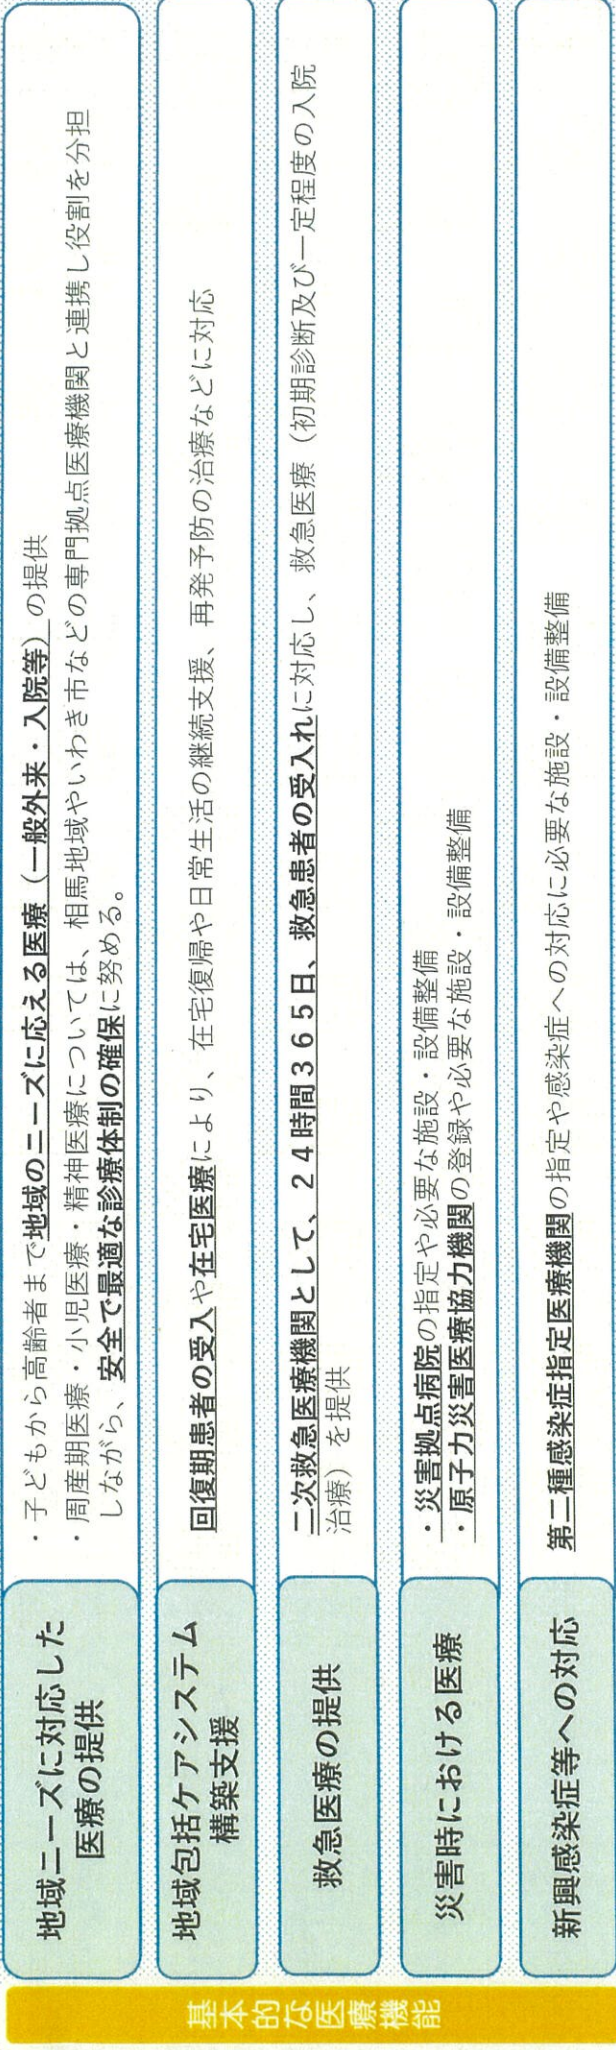 基本的な医療機能
地域ニーズに対応した
医療の提供
・子どもから高齢者まで地域のニーズに応える医療（一般外来・入院等）の提供
・周産期医療・小児医療・精神医療については、相馬地域やいわき市などの専門拠点医療機関と連携し役割を分担
しながら、安全で最適な診療体制の確保に努める。
地域包括ケアシステム
構築支援
回復期患者の受入や在宅医療により、在宅復帰や日常生活の継続支援、再発予防の治療などに対応
救急医療の提供
二次救急医療機関として、２４時間３６５日、救急患者の受入れに対応し、救急医療（初期診断及び一定程度の入院
治療）を提供
災害時における医療
・災害拠点病院の指定や必要な施設・設備整備
・原子力災害医療協力機関の登録や必要な施設・設備整備
新興感染症等への対応
第二種感染症指定医療機関の指定や感染症への対応に必要な施設・設備整備